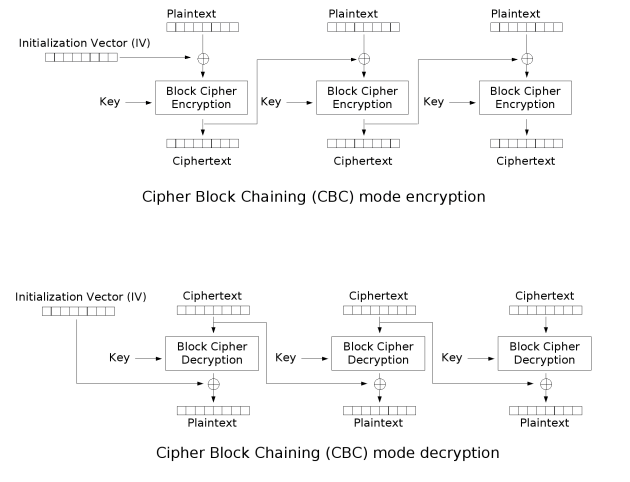 Plaintext Plaintext Plaintext
Initialization Vector (IV)
Key Block Cipher Encryption Key Block Cipher Encryption Key Block Cipher Encryption
Ciphertext Ciphertext Ciphertext
Cipher Block Chaining (CBC) mode encryption
Initialization Vector (IV) Ciphertext Ciphertext Ciphertext
Key Block Cipher Decryption Key Block Cipher Decryption Key Block Cipher Decryption
Plaintext Plaintext Plaintext
Cipher Block Chaining (CBC) mode decryption